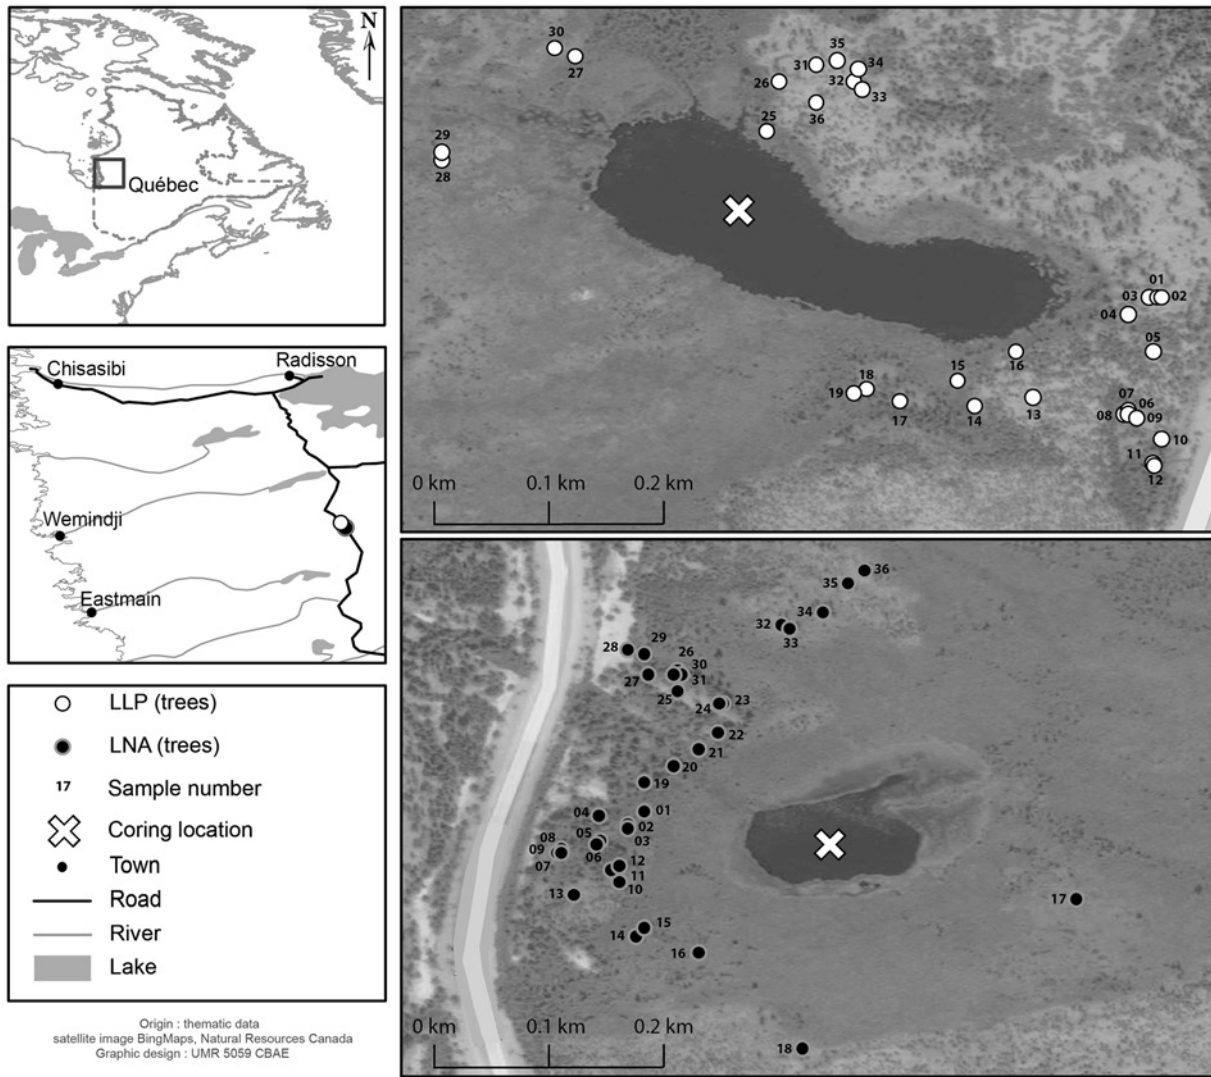 N
Québec
Chisasibi
Radisson
Wemindji
Eastmain
LLP (trees)
LNA (trees)
17 Sample number
Coring location
Town
Road
River
Lake
Origin : thematic data
satellite image BingMaps, Natural Resources Canada
Graphic design : UMR 5059 CBAE
30
27
35
31
34
26
32
33
36
25
29
28
01
03
02
04
05
16
15
18
19
17
14
13
07
06
08
09
10
11
12
0 km
0.1 km
0.2 km
36
35
34
32
33
29
28
26
30
27
31
25
24
23
22
21
20
19
01
04
02
05
03
08
09
06
12
07
11
10
13
17
15
14
16
0 km
0.1 km
0.2 km
18